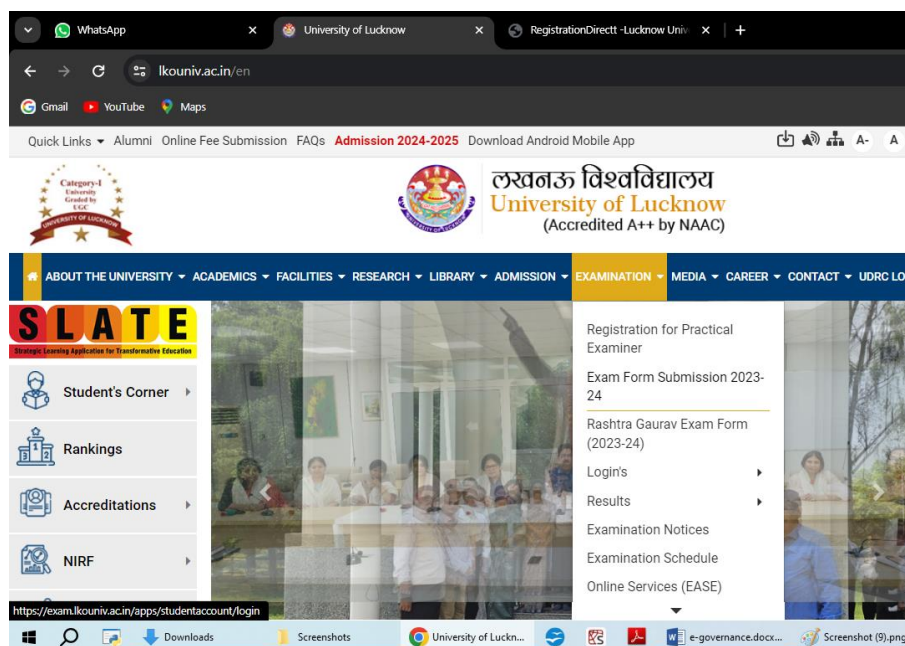 WhatsApp
University of Lucknow
RegistrationDirectt -Lucknow Univ
lkouniv.ac.in/en
Gmail
YouTube
Maps
Quick Links
Alumni
Online Fee Submission
FAQs
Admission 2024-2025
Download Android Mobile App
A-
A
Category-I
University
Graded by
UGC
UNIVERSITY OF LUCKNOW
लखनऊ विश्वविद्यालय
University of Lucknow
(Accredited A++ by NAAC)
ABOUT THE UNIVERSITY
ACADEMICS
FACILITIES
RESEARCH
LIBRARY
ADMISSION
EXAMINATION
MEDIA
CAREER
CONTACT
UDRC LO
SLATE
Strategic Learning Application for Transformative Education
Student's Corner
Rankings
Accreditations
NIRF
Registration for Practical
Examiner
Exam Form Submission 2023-
24
Rashtra Gaurav Exam Form
(2023-24)
Login's
Results
Examination Notices
Examination Schedule
Online Services (EASE)
https://exam.lkouniv.ac.in/apps/studentaccount/login
Downloads
Screenshots
University of Luckn...
e-governance.docx...
Screenshot (9).png